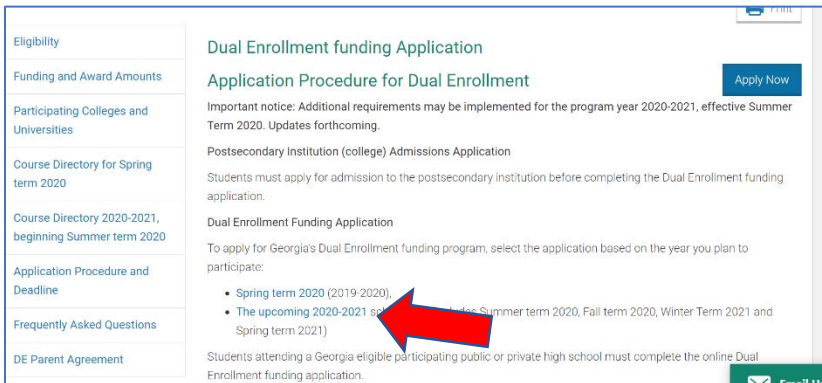 Print
Eligibility
Funding and Award Amounts
Participating Colleges and
Universities
Course Directory for Spring
term 2020
Course Directory 2020-2021,
beginning Summer term 2020
Application Procedure and
Deadline
Frequently Asked Questions
DE Parent Agreement
Dual Enrollment funding Application
Application Procedure for Dual Enrollment
Apply Now
Important notice: Additional requirements may be implemented for the program year 2020-2021, effective Summer
Term 2020. Updates forthcoming.
Postsecondary Institution (college) Admissions Application
Students must apply for admission to the postsecondary institution before completing the Dual Enrollment funding
application.
Dual Enrollment Funding Application
To apply for Georgia's Dual Enrollment funding program, select the application based on the year you plan to
participate:
• Spring term 2020 (2019-2020),
• The upcoming 2020-2021 Summer term 2020, Fall term 2020, Winter Term 2021 and
Spring term 2021)
Students attending a Georgia eligible participating public or private high school must complete the online Dual
Enrollment funding application.
Email